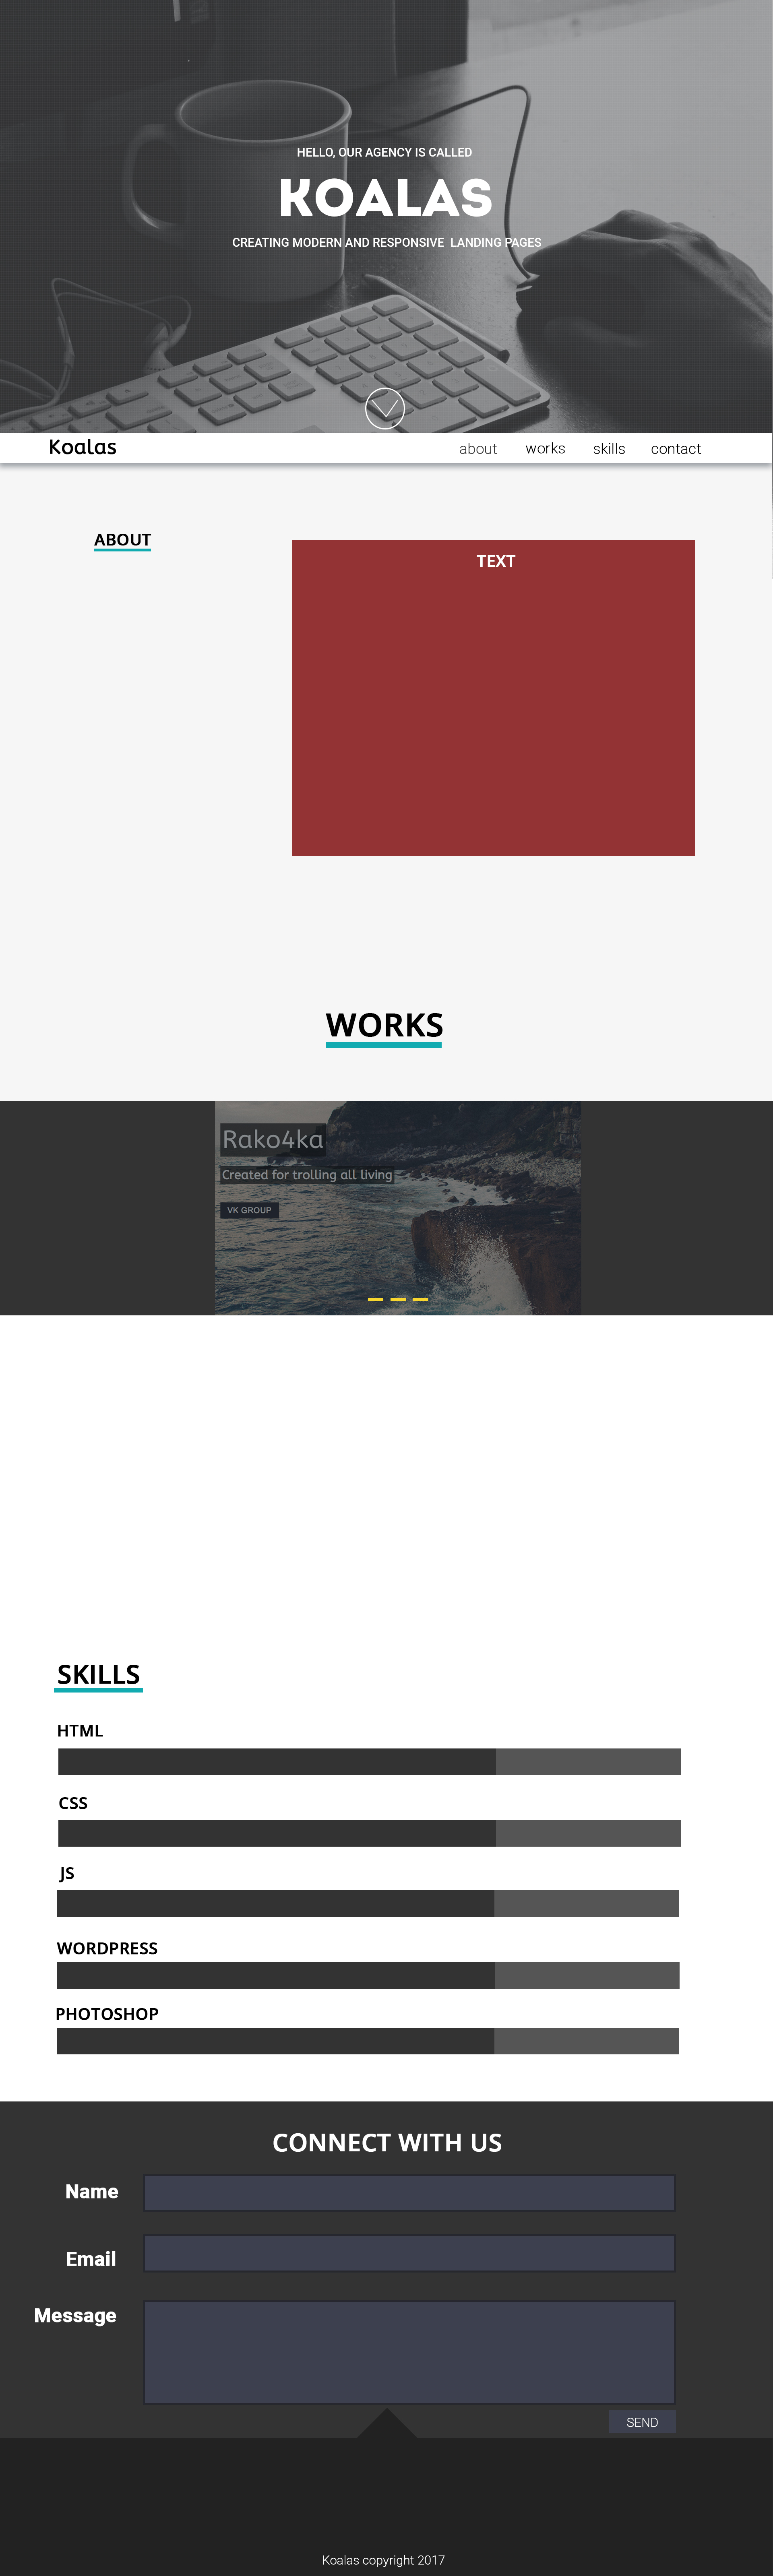 HELLO, OUR AGENCY IS CALLED
KOALAS
CREATING MODERN AND RESPONSIVE  LANDING PAGES
Koalas about works skills contact
ABOUT
TEXT
WORKS
Rako4ka
Created for trolling all living
VK GROUP
SKILLS
HTML
CSS
JS
WORDPRESS
PHOTOSHOP
CONNECT WITH US
Name
Email
Message
SEND
Koalas copyright 2017